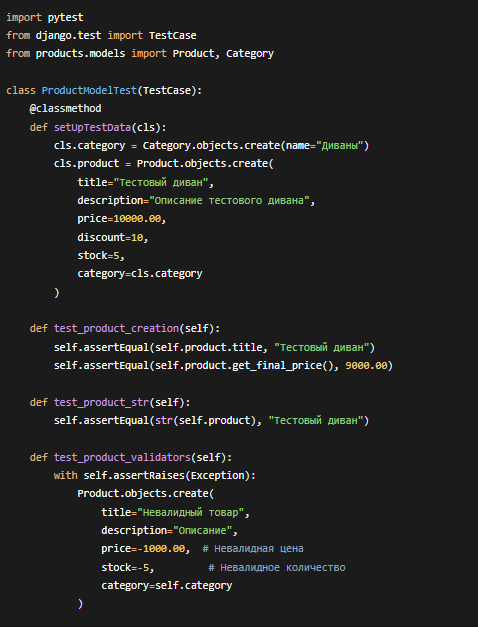 import pytest
from django.test import TestCase
from products.models import Product, Category

class ProductModelTest(TestCase):
    @classmethod
    def setUpTestData(cls):
        cls.category = Category.objects.create(name="Диваны")
        cls.product = Product.objects.create(
            title="Тестовый диван",
            description="Описание тестового дивана",
            price=10000.00,
            discount=10,
            stock=5,
            category=cls.category
        )

    def test_product_creation(self):
        self.assertEqual(self.product.title, "Тестовый диван")
        self.assertEqual(self.product.get_final_price(), 9000.00)

    def test_product_str(self):
        self.assertEqual(str(self.product), "Тестовый диван")

    def test_product_validators(self):
        with self.assertRaises(Exception):
            Product.objects.create(
                title="Невалидный товар",
                description="Описание",
                price=-1000.00,  # Невалидная цена
                stock=-5,         # Невалидное количество
                category=self.category
            )